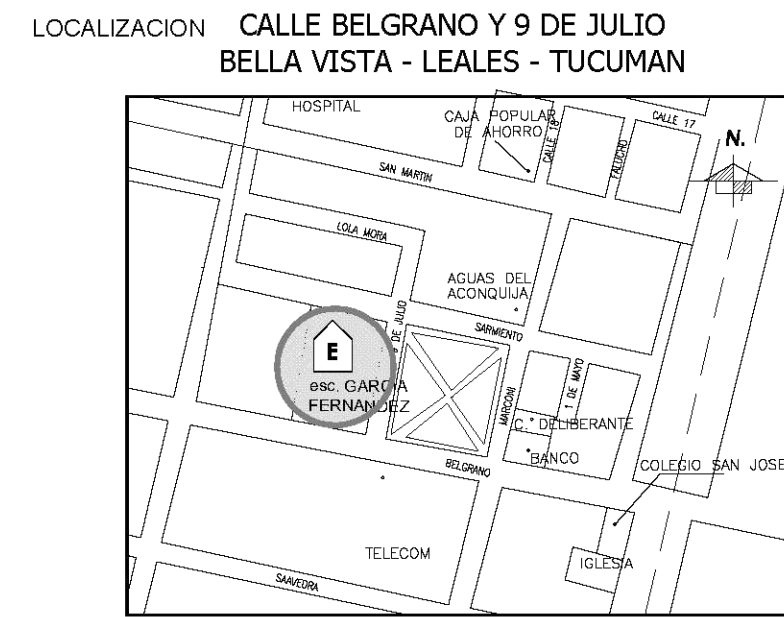 LOCALIZACION CALLE BELGRANO Y 9 DE JULIO
BELLA VISTA - LEALES - TUCUMAN
HOSPITAL
CAJA POPULAR
DE AHORRO
CALLE 18
CALLE 17
FALUCHO
N.
SAN MARTIN
LOLA MORA
AGUAS DEL
ACONQUIJA
9 DE JULIO
SARMIENTO
E
esc. GARCIA
FERNANDEZ
MARCONI
1 DE MAYO
C. DELIBERANTE
BANCO
BELGRANO
COLEGIO SAN JOSE
TELECOM
IGLESIA
SAAVEDRA